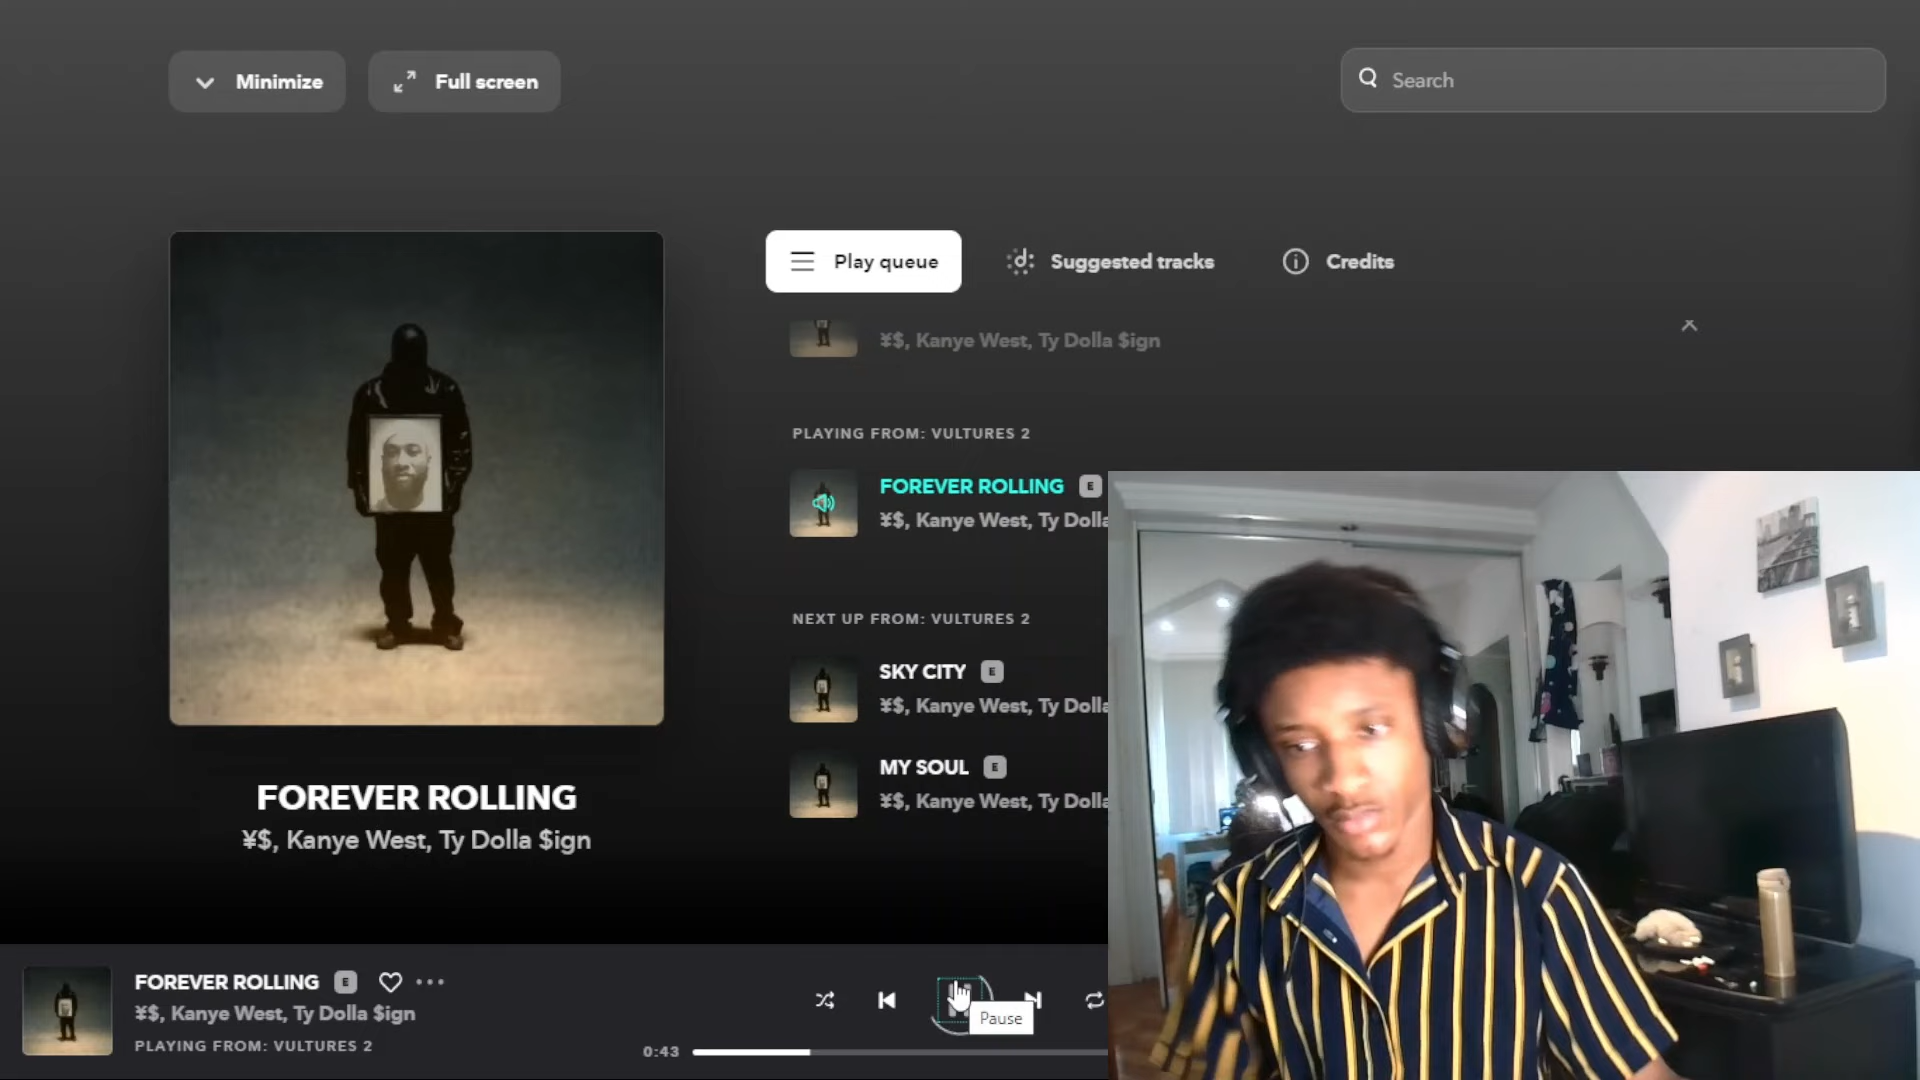 Minimize
Full screen
Search
Play queue
Suggested tracks
Credits
¥$, Kanye West, Ty Dolla $ign
PLAYING FROM: VULTURES 2
FOREVER ROLLING E
¥$, Kanye West, Ty Dolla
NEXT UP FROM: VULTURES 2
SKY CITY E
¥$, Kanye West, Ty Dolla
MY SOUL E
¥$, Kanye West, Ty Dolla
FOREVER ROLLING
¥$, Kanye West, Ty Dolla $ign
FOREVER ROLLING E
¥$, Kanye West, Ty Dolla $ign
PLAYING FROM: VULTURES 2
Pause
0:43